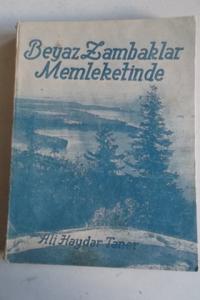 Beyaz Zambaklar
Memleketinde
Ali Haydar Taner